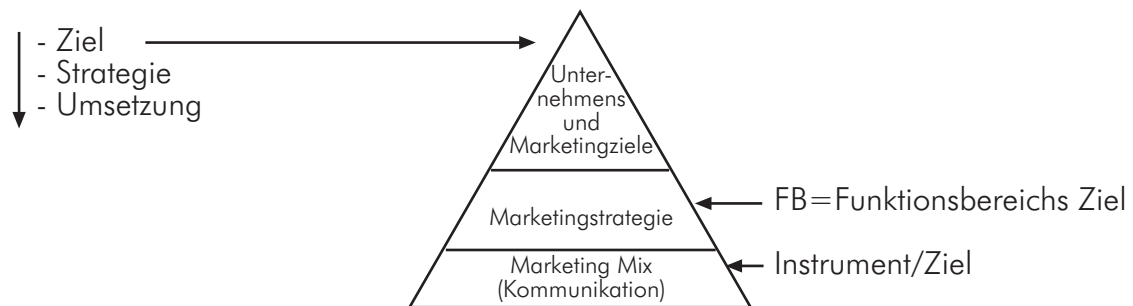 - Ziel
- Strategie
- Umsetzung
Unter-
nehmens
und
Marketingziele
Marketingstrategie
FB=Funktionsbereichs Ziel
Marketing Mix
(Kommunikation)
Instrument/Ziel